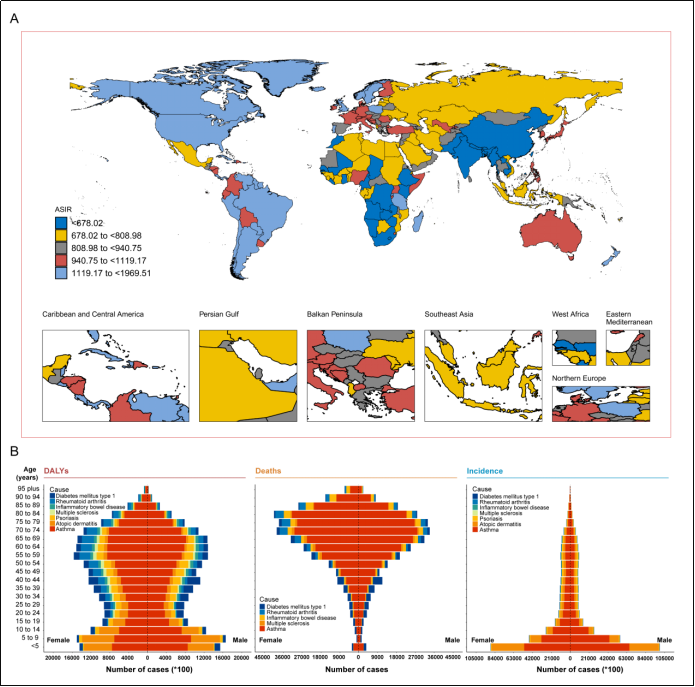 A
ASIR
<678.02
678.02 to <808.98
808.98 to <940.75
940.75 to <1119.17
1119.17 to <1969.51
Caribbean and Central America
Persian Gulf
Balkan Peninsula
Southeast Asia
West Africa
Eastern
Mediterranean
Northern Europe
B
DALYs
Deaths
Incidence
Age
(years)
95 plus
90 to 94
85 to 89
80 to 84
75 to 79
70 to 74
65 to 69
60 to 64
55 to 59
50 to 54
45 to 49
40 to 44
35 to 39
30 to 34
25 to 29
20 to 24
15 to 19
10 to 14
5 to 9
<5
Cause
Diabetes mellitus type 1
Rheumatoid arthritis
Inflammatory bowel disease
Multiple sclerosis
Psoriasis
Atopic dermatitis
Asthma
Female
Male
20000 16000 12000 8000 4000 0 4000 8000 12000 16000 20000
Number of cases (*100)
Cause
Diabetes mellitus type 1
Rheumatoid arthritis
Inflammatory bowel disease
Multiple sclerosis
Asthma
Female
Male
45000 36000 27000 18000 9000 0 9000 18000 27000 36000 45000
Number of cases
Cause
Diabetes mellitus type 1
Rheumatoid arthritis
Inflammatory bowel disease
Multiple sclerosis
Psoriasis
Atopic dermatitis
Asthma
Female
Male
105000 84000 63000 42000 21000 0 21000 42000 63000 84000 105000
Number of cases (*100)